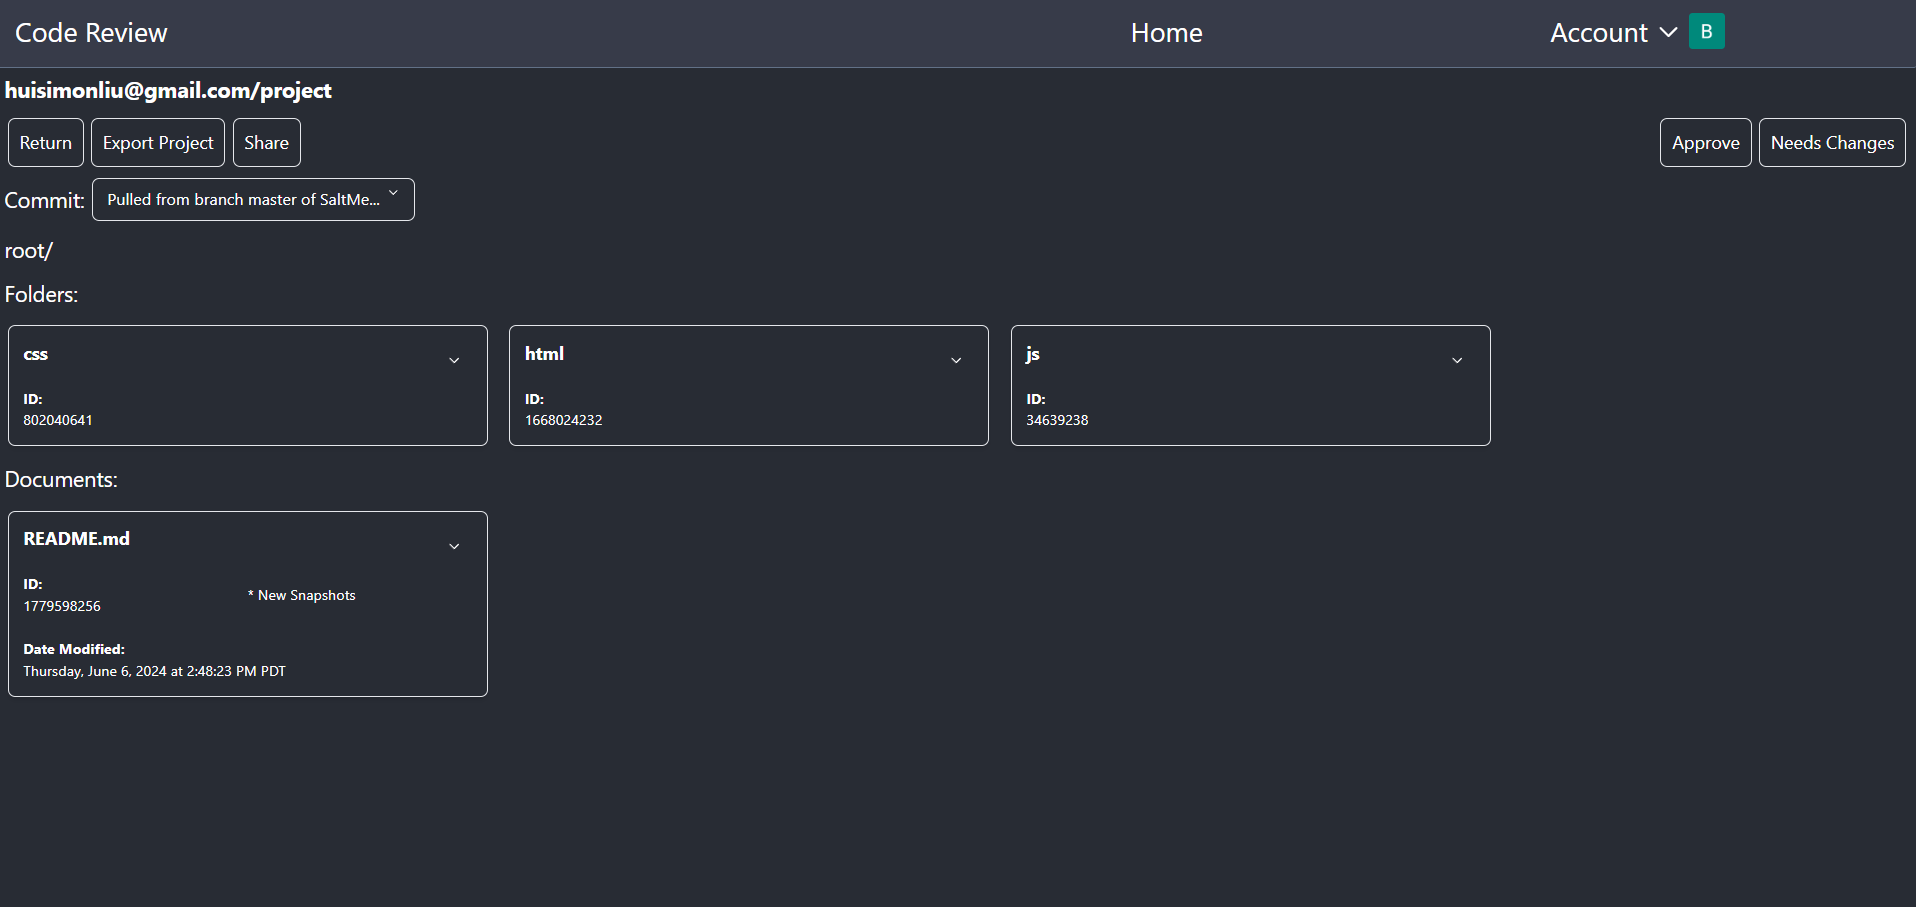 Code Review Home Account B
huisimonliu@gmail.com/project
Return Export Project Share Approve Needs Changes
Commit: Pulled from branch master of SaltMe...
root/
Folders:
css html js
ID: ID: ID:
802040641 1668024232 34639238
Documents:
README.md
ID:
* New Snapshots
1779598256
Date Modified:
Thursday, June 6, 2024 at 2:48:23 PM PDT